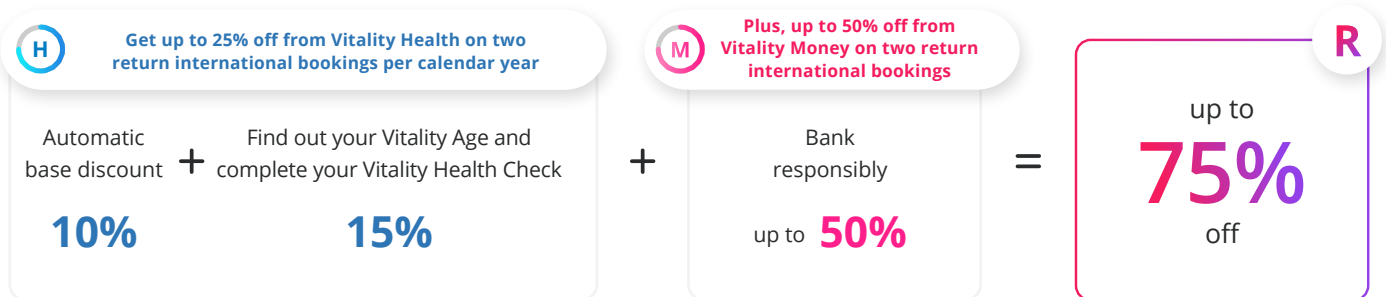 H
Get up to 25% off from Vitality Health on two
return international bookings per calendar year
Automatic
base discount
10%
+
Find out your Vitality Age and
complete your Vitality Health Check
15%
+
M
Plus, up to 50% off from
Vitality Money on two return
international bookings
Bank
responsibly
up to 50%
=
R
up to
75%
off